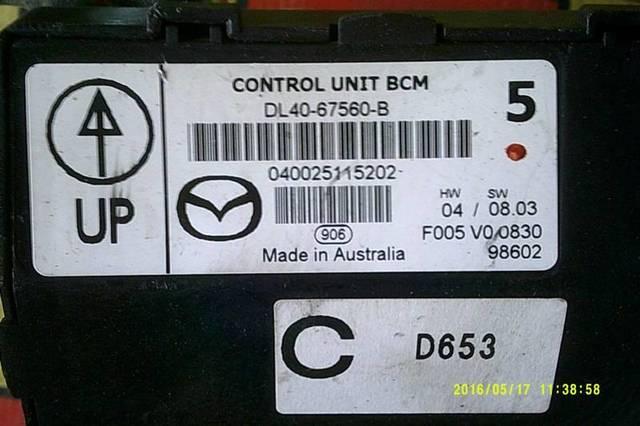 CONTROL UNIT BCM
5
DL40-67560-B
040025115202-
HW SW
04 / 08.03
UP
906
F005 V0 0830
Made in Australia
98602
C
D653
2016/05/17 11:38:58